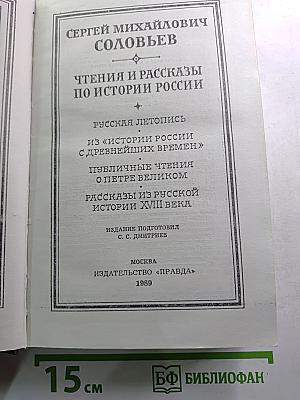 СЕРГЕЙ МИХАЙЛОВИЧ
СОЛОВЬЕВ
ЧТЕНИЯ И РАССКАЗЫ
ПО ИСТОРИИ РОССИИ
РУССКАЯ ЛЕТОПИСЬ
ИЗ «ИСТОРИИ РОССИИ
С ДРЕВНЕЙШИХ ВРЕМЕН»
ПУБЛИЧНЫЕ ЧТЕНИЯ
О ПЕТРЕ ВЕЛИКОМ
РАССКАЗЫ ИЗ РУССКОЙ
ИСТОРИИ XVIII ВЕКА
ИЗДАНИЕ ПОДГОТОВИЛ
С. С. ДМИТРИЕВ
МОСКВА
ИЗДАТЕЛЬСТВО «ПРАВДА»
1989
15 см
БФ БИБЛИОФАН